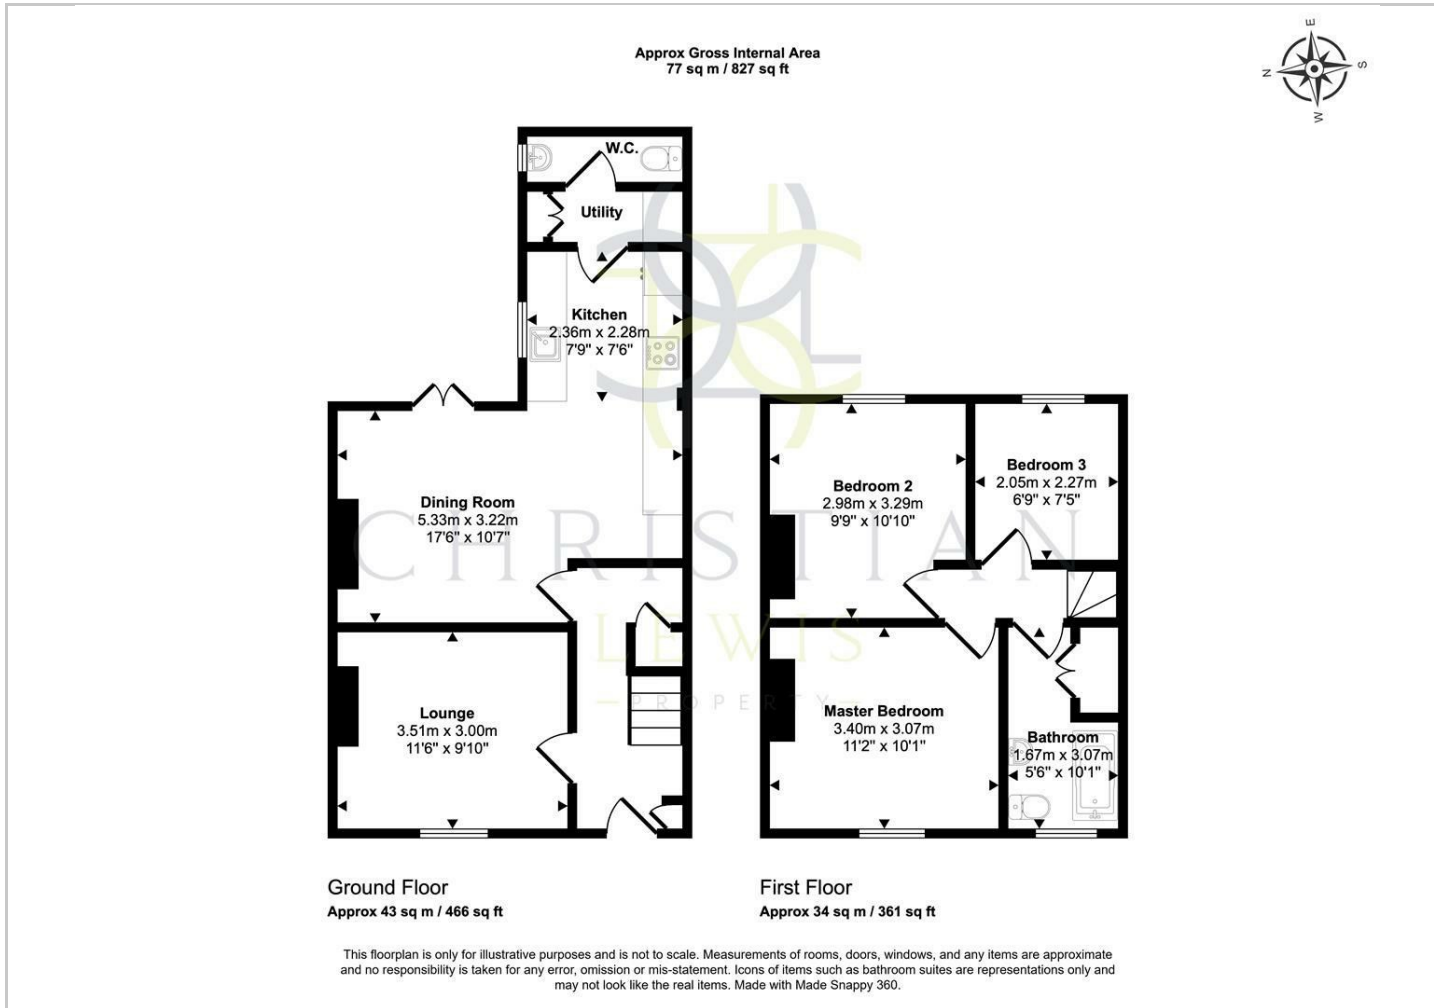 Approx Gross Internal Area
77 sq m / 827 sq ft
E
N
S
W
W.C.
Utility
Kitchen
2.36m x 2.28m
7'9" x 7'6"
Dining Room
5.33m x 3.22m
17'6" x 10'7"
Lounge
3.51m x 3.00m
11'6" x 9'10"
Bedroom 2
2.98m x 3.29m
9'9" x 10'10"
Bedroom 3
2.05m x 2.27m
6'9" x 7'5"
Master Bedroom
3.40m x 3.07m
11'2" x 10'1"
Bathroom
1.67m x 3.07m
5'6" x 10'1"
CHRISTIAN
LEWIS
PROPERTY
Ground Floor
Approx 43 sq m / 466 sq ft
First Floor
Approx 34 sq m / 361 sq ft
This floorplan is only for illustrative purposes and is not to scale. Measurements of rooms, doors, windows, and any items are approximate
and no responsibility is taken for any error, omission or mis-statement. Icons of items such as bathroom suites are representations only and
may not look like the real items. Made with Made Snappy 360.